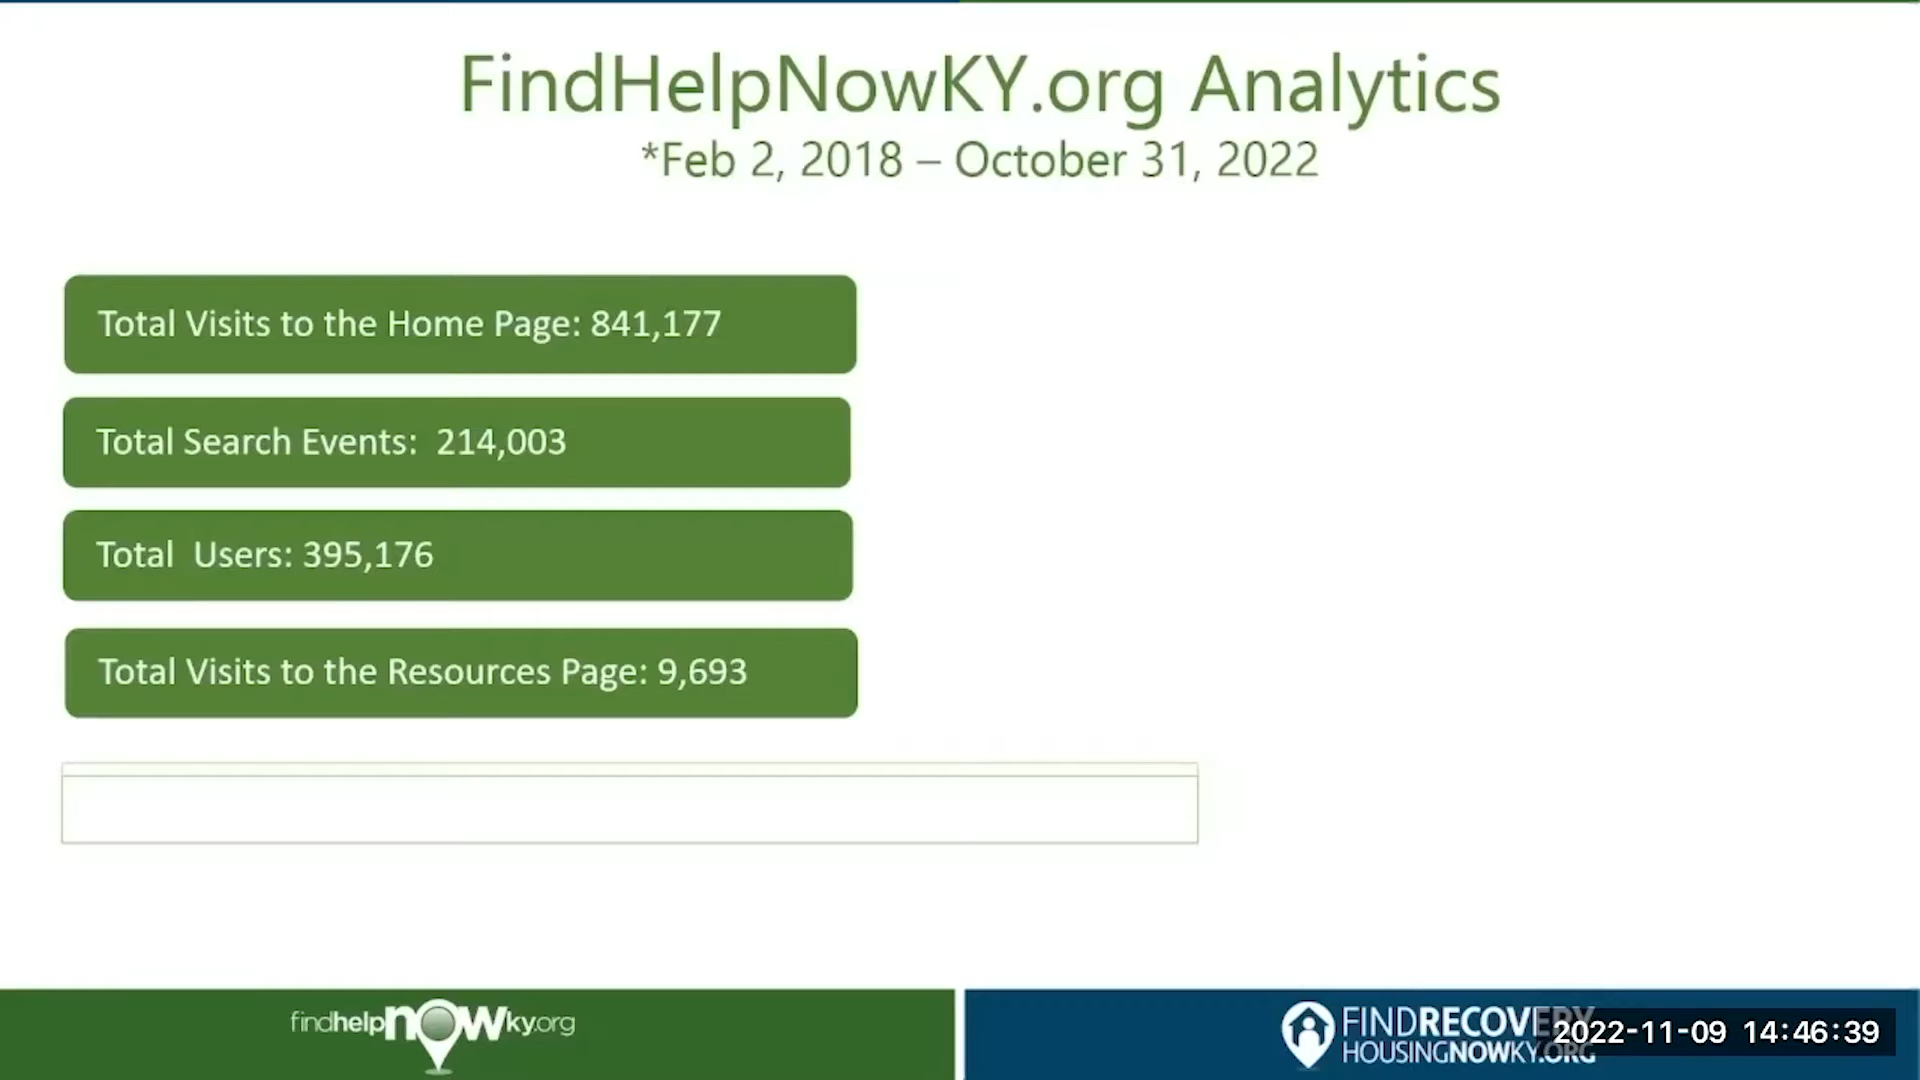 FindHelpNowKY.org Analytics
*Feb 2, 2018 – October 31, 2022
Total Visits to the Home Page: 841,177
Total Search Events:  214,003
Total  Users: 395,176
Total Visits to the Resources Page: 9,693
findhelpnowky.org
FINDRECOVERY
HOUSINGNOWKY.ORG
2022-11-09 14:46:39